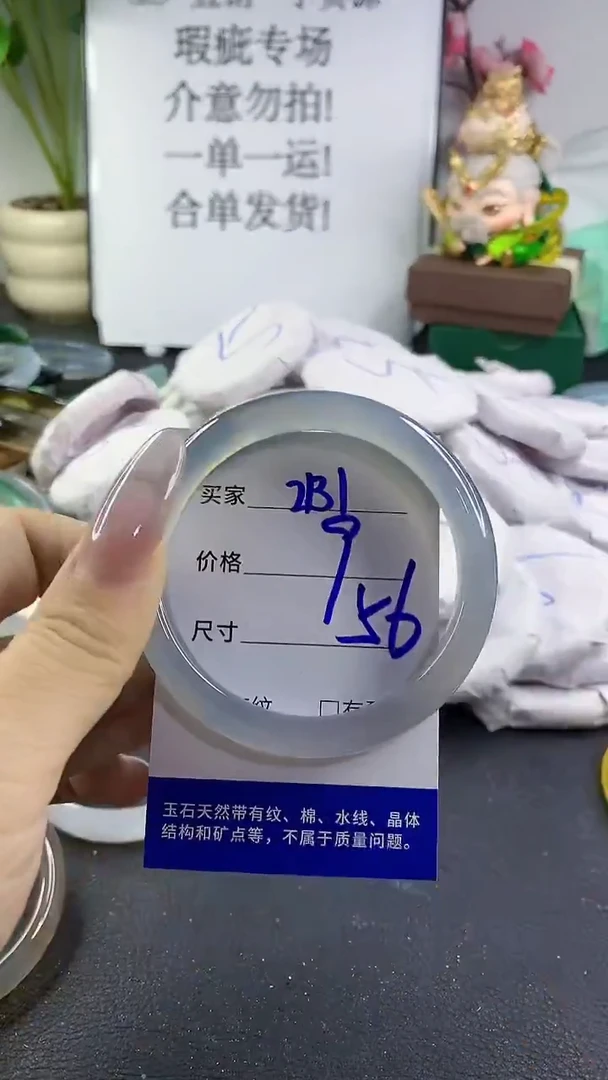 瑕疵专场
介意勿拍!
一单一运!
合单发货!
买家
价格
9
尺寸 56
玉石天然带有纹、棉、水线、晶体
结构和矿点等，不属于质量问题。